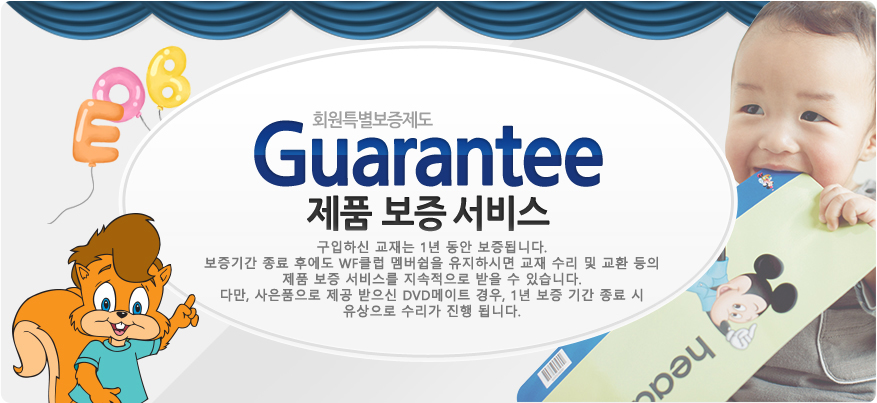 EOB
회원특별보증제도
Guarantee
제품 보증 서비스
구입하신 교재는 1년 동안 보증됩니다.
보증기간 종료 후에도 WF클럽 멤버쉽을 유지하시면 교재 수리 및 교환 등의
제품 보증 서비스를 지속적으로 받을 수 있습니다.
다만, 사은품으로 제공 받으신 DVD메이트 경우, 1년 보증 기간 종료 시
유상으로 수리가 진행 됩니다.
head